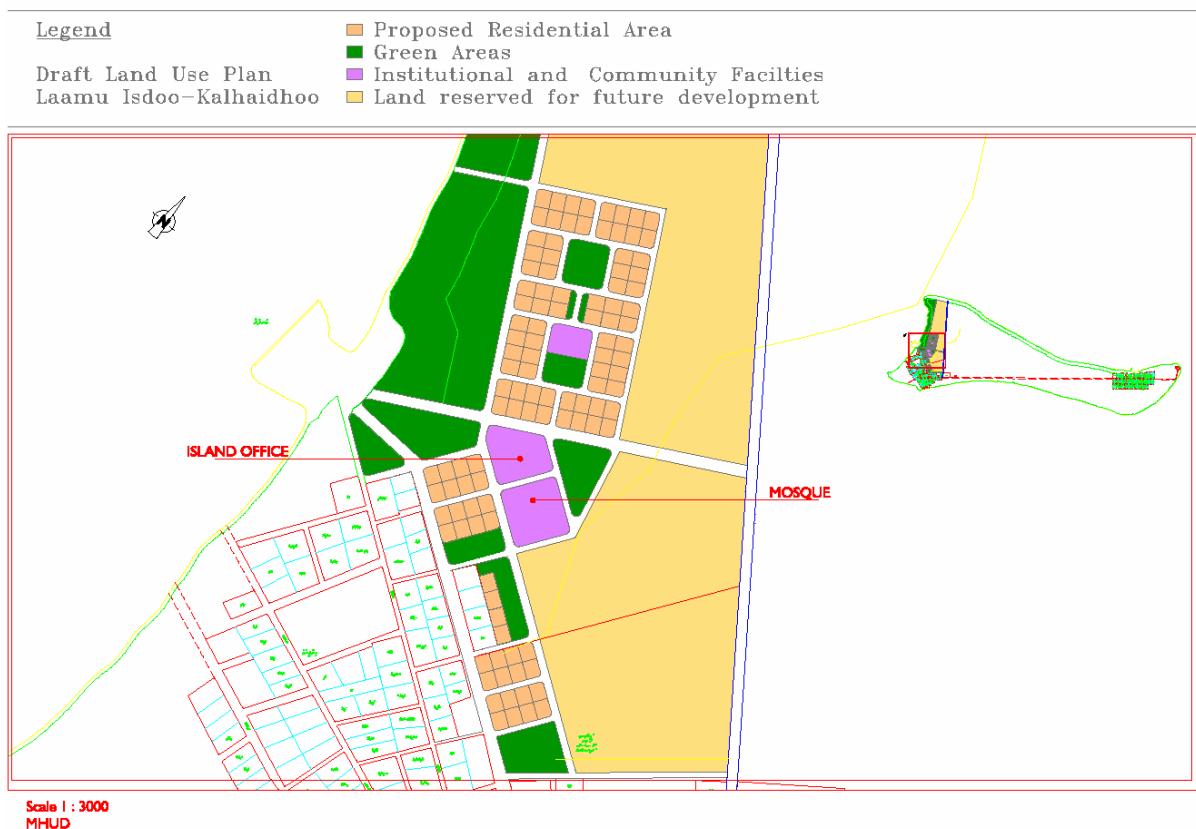 Legend
Proposed Residential Area
Green Areas
Draft Land Use Plan
Institutional and Community Facilties
Laamu Isdoo-Kalhaidhoo
Land reserved for future development
N
ISLAND OFFICE
MOSQUE
Scale 1 : 3000
MHUD